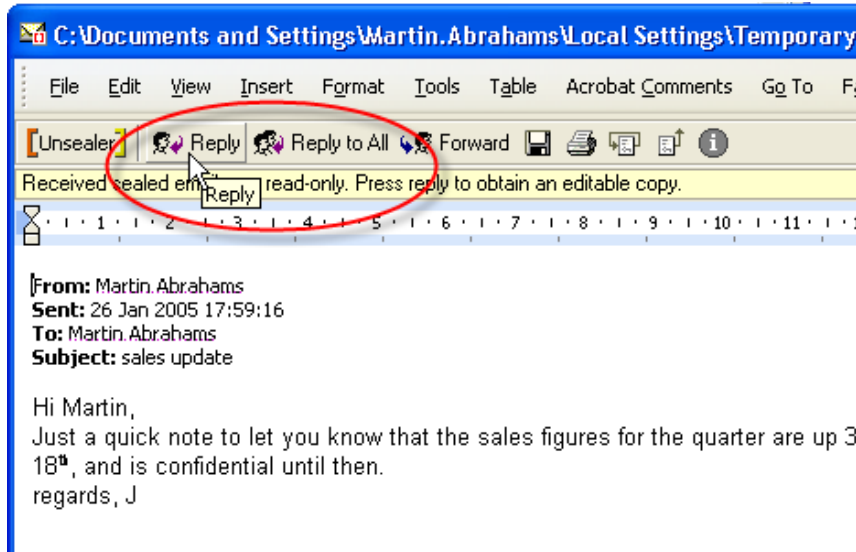 C:\Documents and Settings\Martin.Abrahams\Local Settings\Temporary
File Edit View Insert Format Tools Table Acrobat Comments Go To
[Unsealer] Reply Reply to All Forward
Received sealed read-only. Press reply to obtain an editable copy.
Reply
1 2 3 4 5 6 7 8 9 10 11
From: Martin.Abrahams
Sent: 26 Jan 2005 17:59:16
To: Martin.Abrahams
Subject: sales update
Hi Martin,
Just a quick note to let you know that the sales figures for the quarter are up 3
18th, and is confidential until then.
regards, J